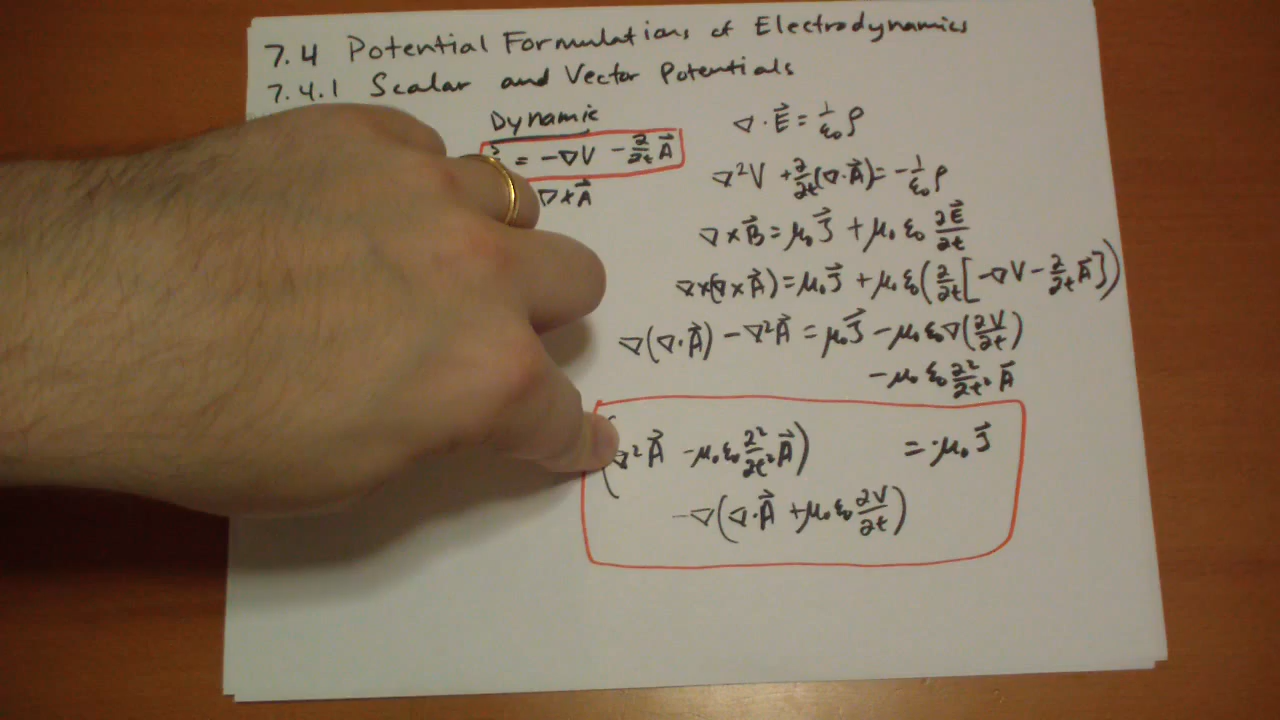 7.4 Potential Formulations of Electrodynamics
7.4.1 Scalar and Vector Potentials
Dynamic
= -∇V - ∂/∂t A⃗
∇×A⃗
∇·E⃗ = 1/ε₀ ρ
∇²V + ∂/∂t(∇·A⃗) = -1/ε₀ ρ
∇×B⃗ = μ₀J⃗ + μ₀ε₀ ∂E⃗/∂t
∇×(∇×A⃗) = μ₀J⃗ + μ₀ε₀(∂/∂t[-∇V - ∂/∂t A⃗])
∇(∇·A⃗) - ∇²A⃗ = μ₀J⃗ - μ₀ε₀∇(∂V/∂t)
-μ₀ε₀ ∂²/∂t² A⃗
(∇²A⃗ - μ₀ε₀ ∂²/∂t² A⃗) = -μ₀J⃗
-∇(∇·A⃗ + μ₀ε₀ ∂V/∂t)